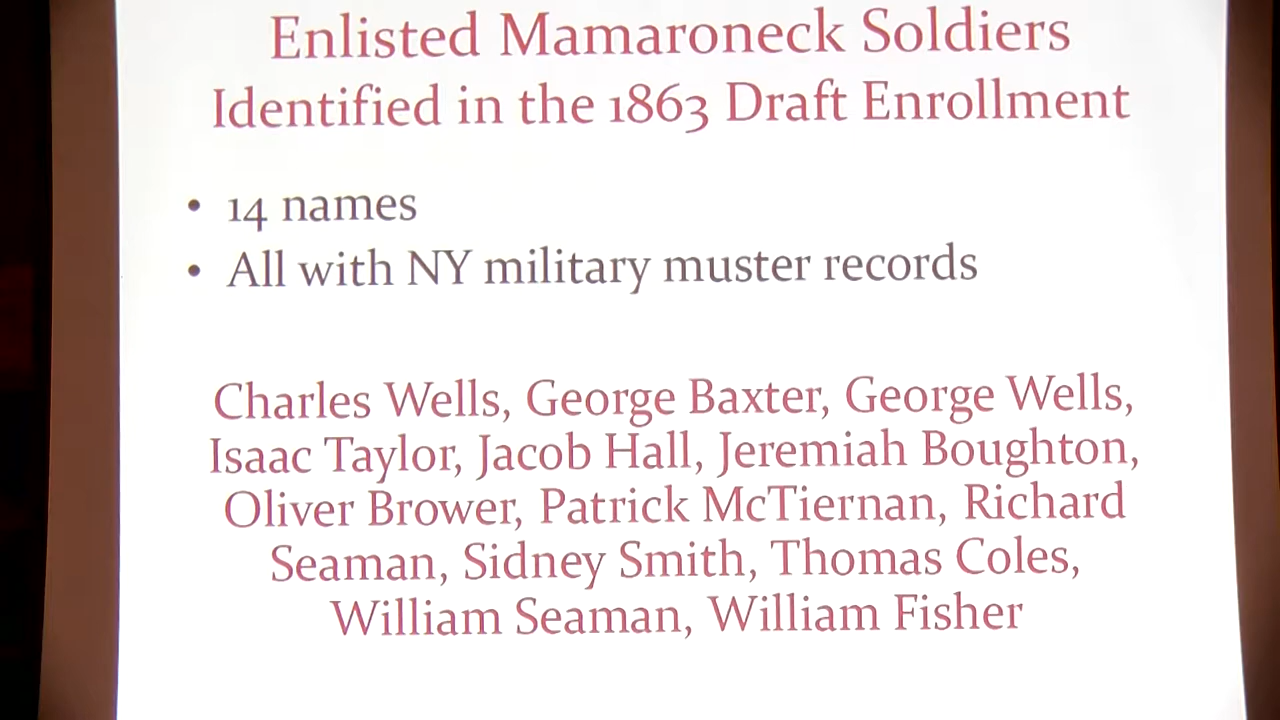 Enlisted Mamaroneck Soldiers
Identified in the 1863 Draft Enrollment
• 14 names
• All with NY military muster records
Charles Wells, George Baxter, George Wells,
Isaac Taylor, Jacob Hall, Jeremiah Boughton,
Oliver Brower, Patrick McTiernan, Richard
Seaman, Sidney Smith, Thomas Coles,
William Seaman, William Fisher